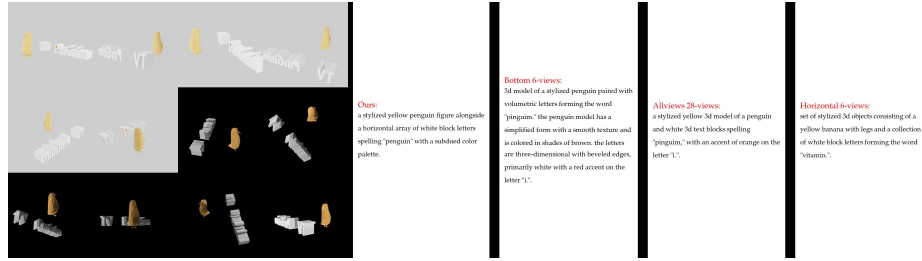 Ours:
a stylized yellow penguin figure alongside
a horizontal array of white block letters
spelling "penguin" with a subdued color
palette.
Bottom 6-views:
3d model of a stylized penguin paired with
volumetric letters forming the word
"pinguim." the penguin model has a
simplified form with a smooth texture and
is colored in shades of brown. the letters
are three-dimensional with beveled edges,
primarily white with a red accent on the
letter "i.".
Allviews 28-views:
a stylized yellow 3d model of a penguin
and white 3d text blocks spelling
"pinguim," with an accent of orange on the
letter "i.".
Horizontal 6-views:
set of stylized 3d objects consisting of a
yellow banana with legs and a collection
of white block letters forming the word
"vitamin.".